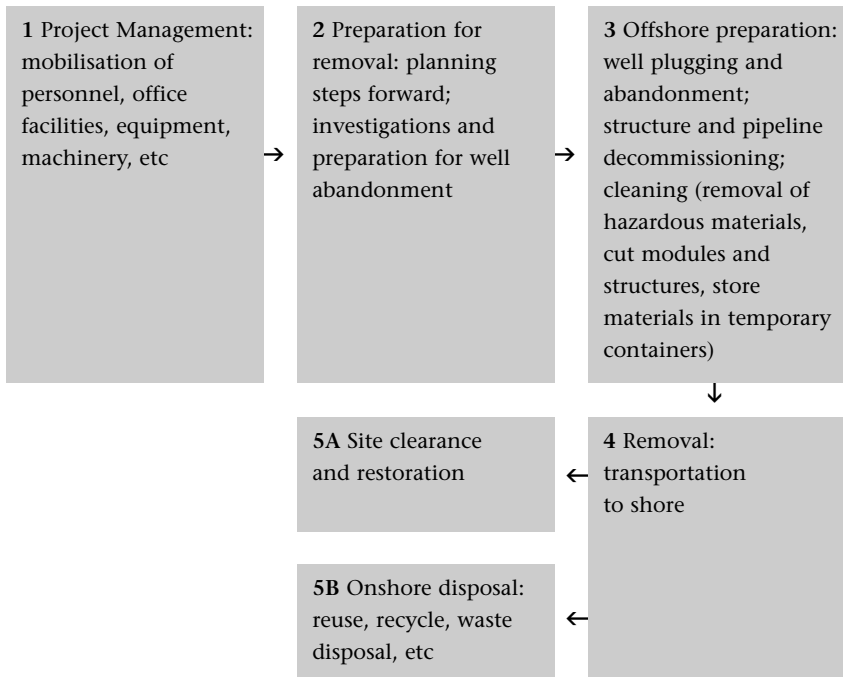 1 Project Management:
mobilisation of
personnel, office
facilities, equipment,
machinery, etc
2 Preparation for
removal: planning
steps forward;
investigations and
preparation for well
abandonment
3 Offshore preparation:
well plugging and
abandonment;
structure and pipeline
decommissioning;
cleaning (removal of
hazardous materials,
cut modules and
structures, store
materials in temporary
containers)
4 Removal:
transportation
to shore
5A Site clearance
and restoration
5B Onshore disposal:
reuse, recycle, waste
disposal, etc